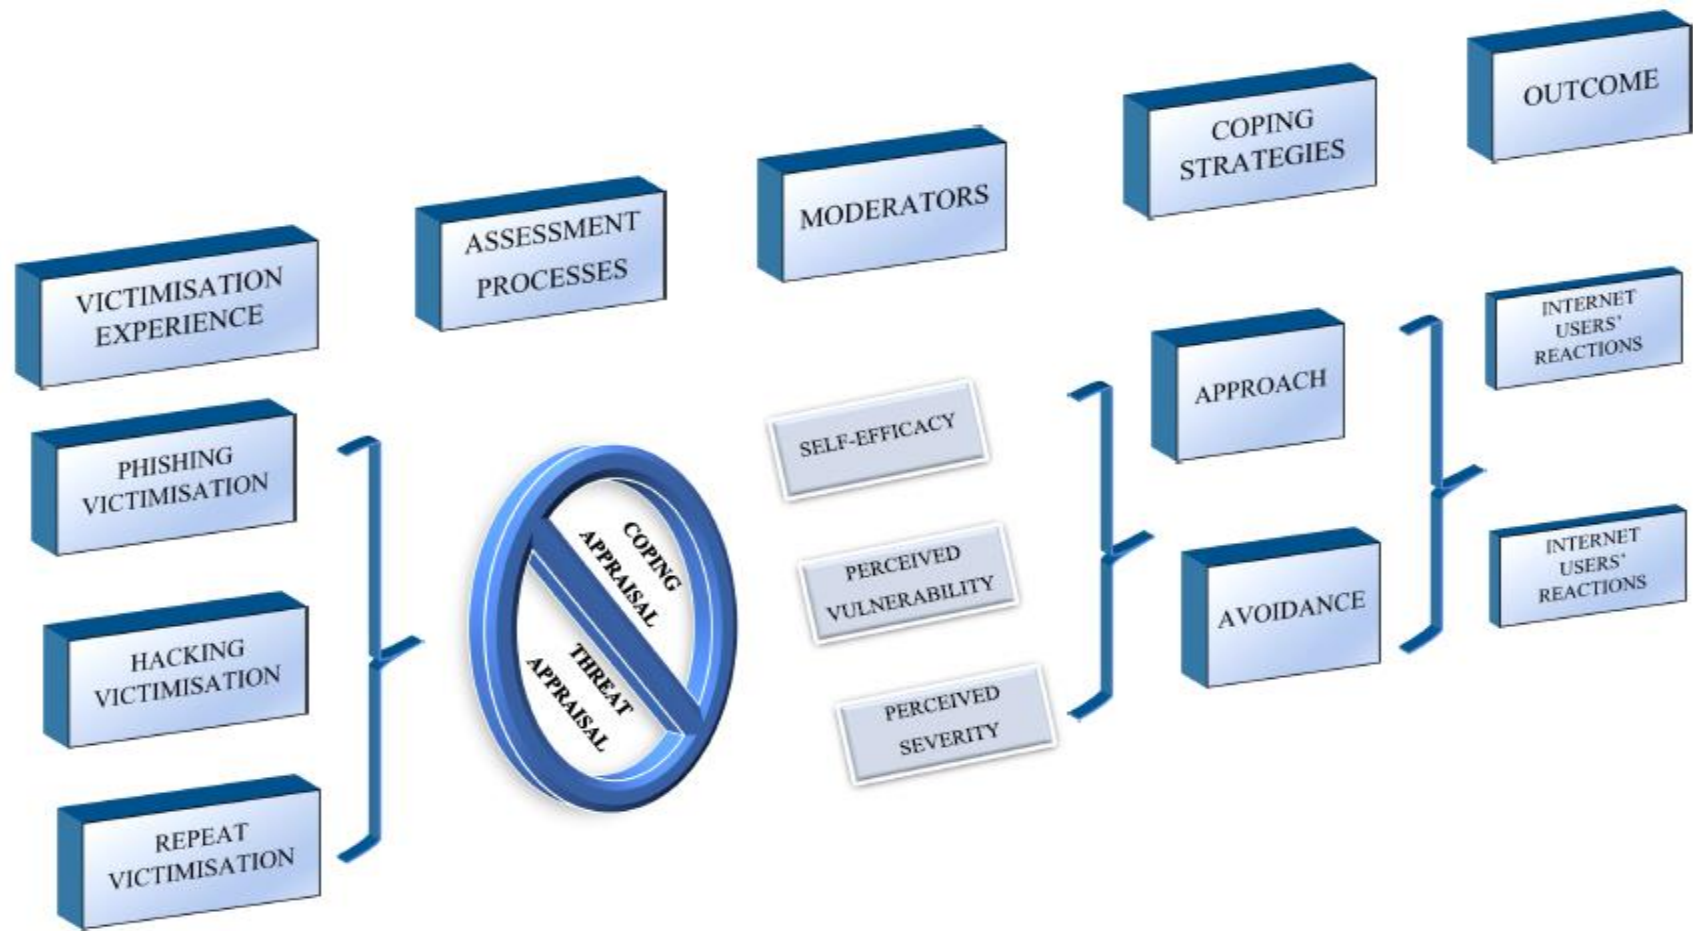 VICTIMISATION
EXPERIENCE
ASSESSMENT
PROCESSES
MODERATORS
COPING
STRATEGIES
OUTCOME
PHISHING
VICTIMISATION
HACKING
VICTIMISATION
REPEAT
VICTIMISATION
COPING
APPRAISAL
THREAT
APPRAISAL
SELF-EFFICACY
PERCEIVED
VULNERABILITY
PERCEIVED
SEVERITY
APPROACH
AVOIDANCE
INTERNET
USERS’
REACTIONS
INTERNET
USERS’
REACTIONS